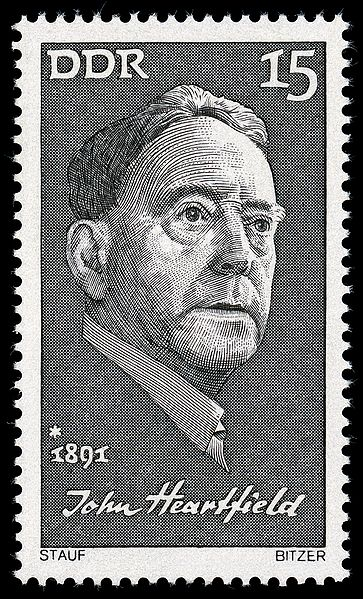 DDR 15
* 1891
John Heartfield
STAUF BITZER